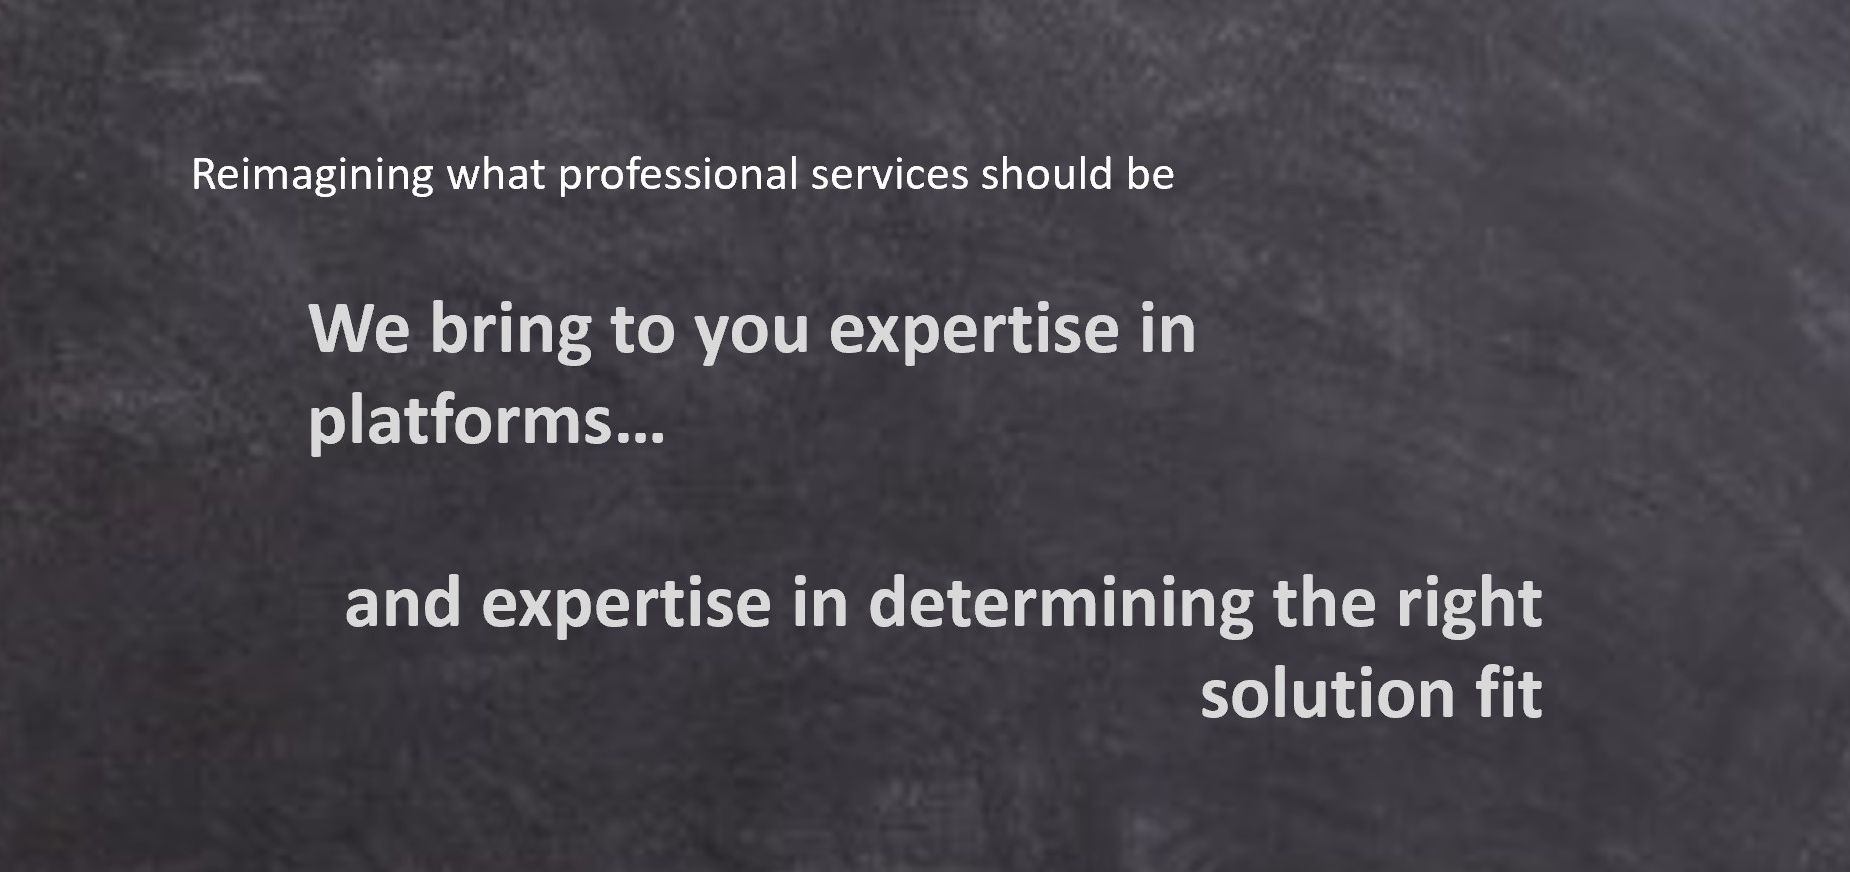 Reimagining what professional services should be
We bring to you expertise in
platforms…
and expertise in determining the right
solution fit